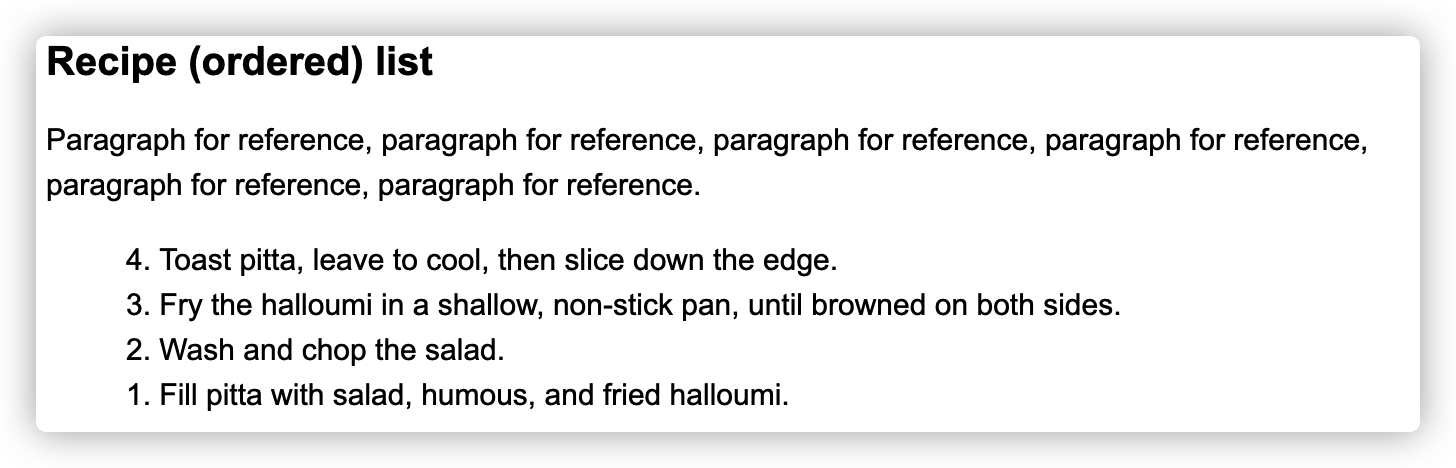 Recipe (ordered) list
Paragraph for reference, paragraph for reference, paragraph for reference, paragraph for reference,
paragraph for reference, paragraph for reference.
4. Toast pitta, leave to cool, then slice down the edge.
3. Fry the halloumi in a shallow, non-stick pan, until browned on both sides.
2. Wash and chop the salad.
1. Fill pitta with salad, humous, and fried halloumi.